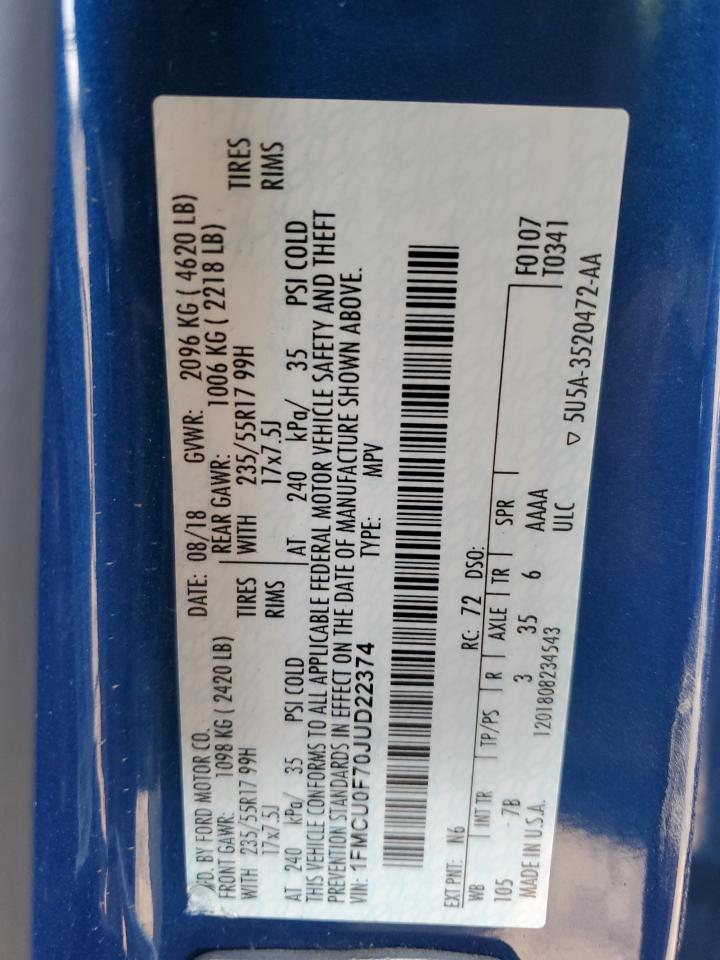 FD. BY FORD MOTOR CO.
DATE: 08/18 GVWR: 2096 KG ( 4620 LB)
FRONT GAWR: 1098 KG ( 2420 LB) REAR GAWR: 1006 KG ( 2218 LB)
WITH 235/55R17 99H TIRES WITH 235/55R17 99H TIRES
17x7.5J RIMS 17x7.5J RIMS
AT 240 kPa/ 35 PSI COLD AT 240 kPa/ 35 PSI COLD
THIS VEHICLE CONFORMS TO ALL APPLICABLE FEDERAL MOTOR VEHICLE SAFETY AND THEFT
PREVENTION STANDARDS IN EFFECT ON THE DATE OF MANUFACTURE SHOWN ABOVE.
VIN: 1FMCU0F70JUD22374 TYPE: MPV
EXT PNT: N6 RC: 72 DSO: F0107
WB INT TR TP/PS R AXLE TR SPR T0341
105 7B 3 35 6 AAAA
ULC
MADE IN U.S.A. 1201808234543 ▽ 5U5A-3520472-AA